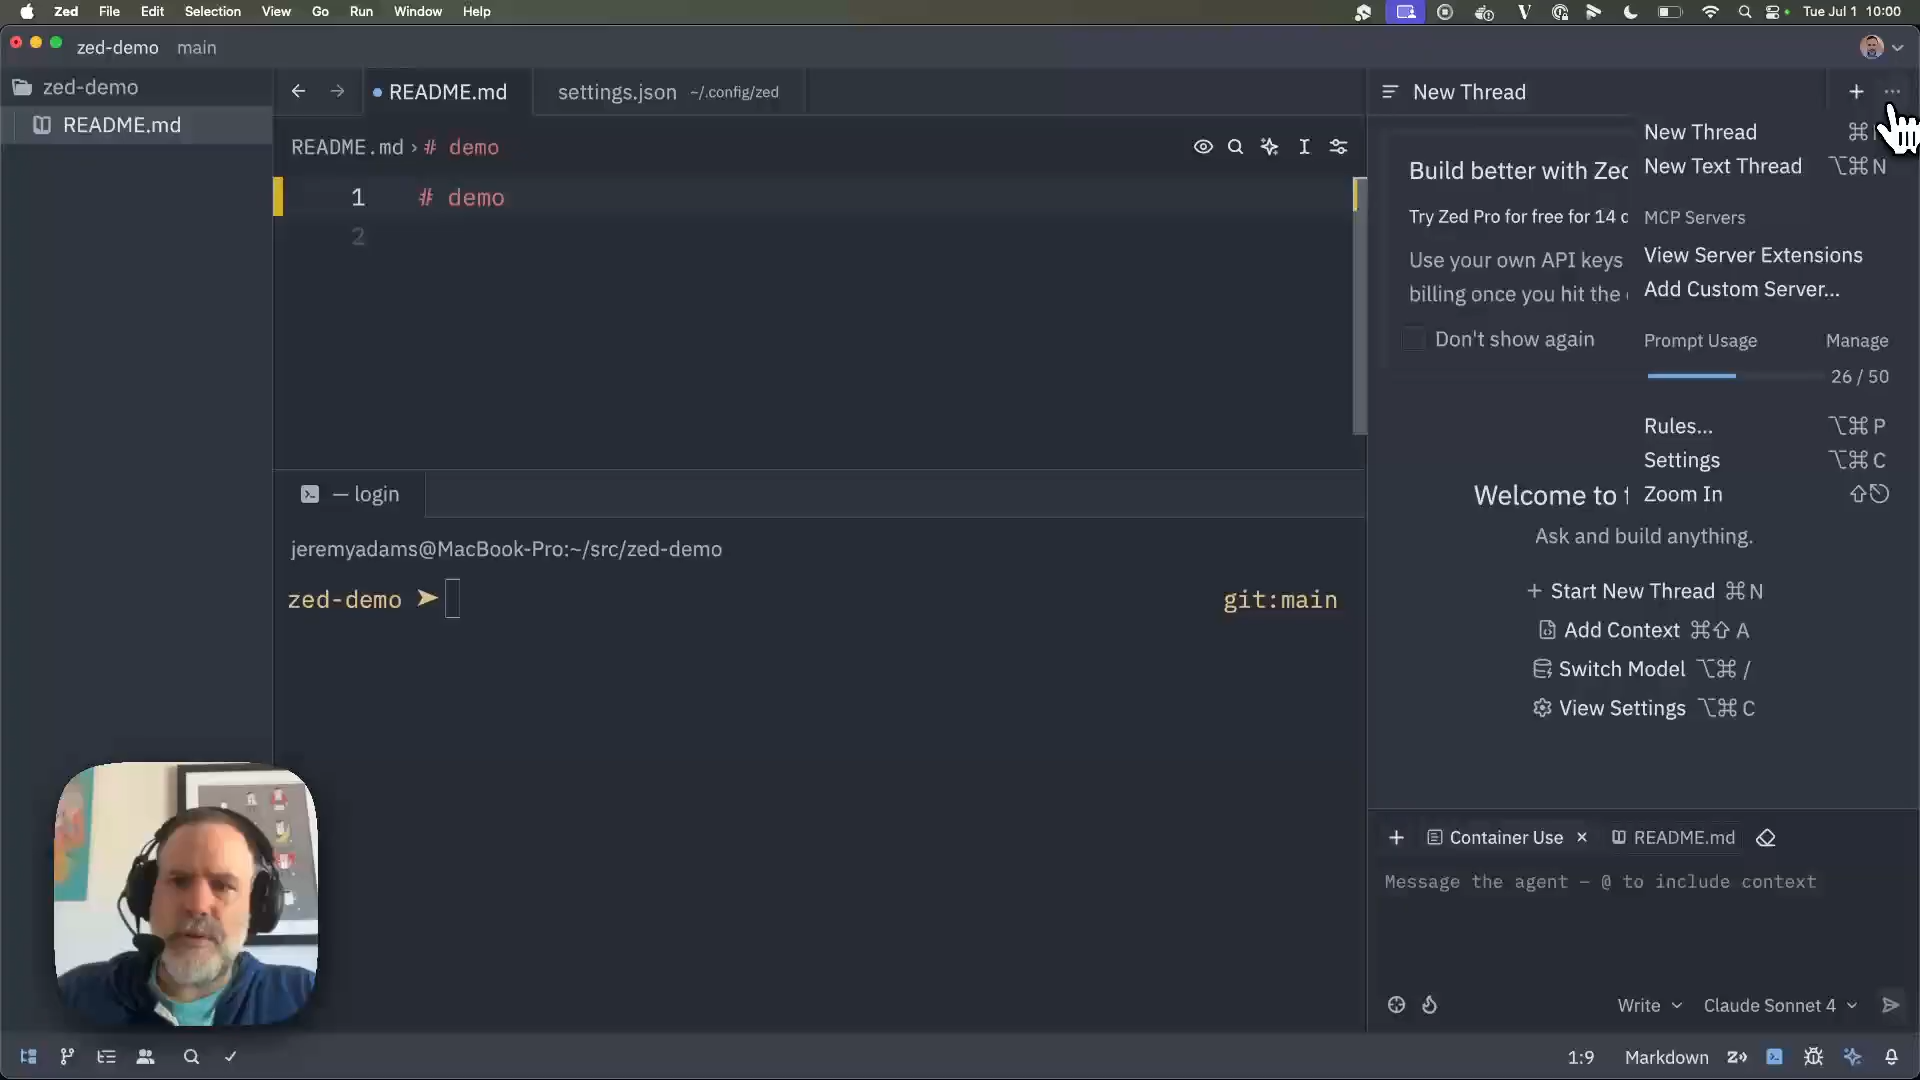 Zed File Edit Selection View Go Run Window Help
Tue Jul 1 10:00
zed-demo main
zed-demo
README.md
README.md
settings.json ~/.config/zed
README.md › # demo
1 # demo
2
— login
jeremyadams@MacBook-Pro:~/src/zed-demo
zed-demo ➤
git:main
New Thread
Build better with Zed
Try Zed Pro for free for 14
Use your own API keys
billing once you hit the
Don't show again
Welcome to
Ask and build anything.
+ Start New Thread ⌘N
Add Context ⌘⇧ A
Switch Model ⌥⌘ /
View Settings ⌥⌘ C
New Thread ⌘
New Text Thread ⌥⌘ N
MCP Servers
View Server Extensions
Add Custom Server...
Prompt Usage Manage
26 / 50
Rules... ⌥⌘ P
Settings ⌥⌘ C
Zoom In
+ Container Use × README.md
Message the agent – @ to include context
Write Claude Sonnet 4
1:9 Markdown